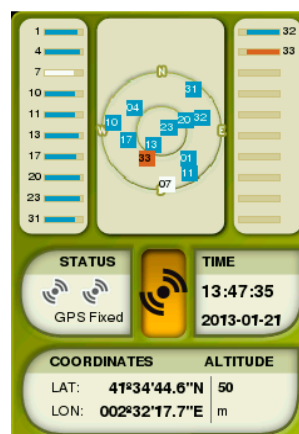 1
4
7
10
11
13
17
20
23
31
N
31
04
10
20 32
23
W
E
17
13
33
01
11
07
32
33
STATUS
GPS Fixed
TIME
13:47:35
2013-01-21
COORDINATES ALTITUDE
LAT: 41º34'44.6"N 50
LON: 002º32'17.7"E m